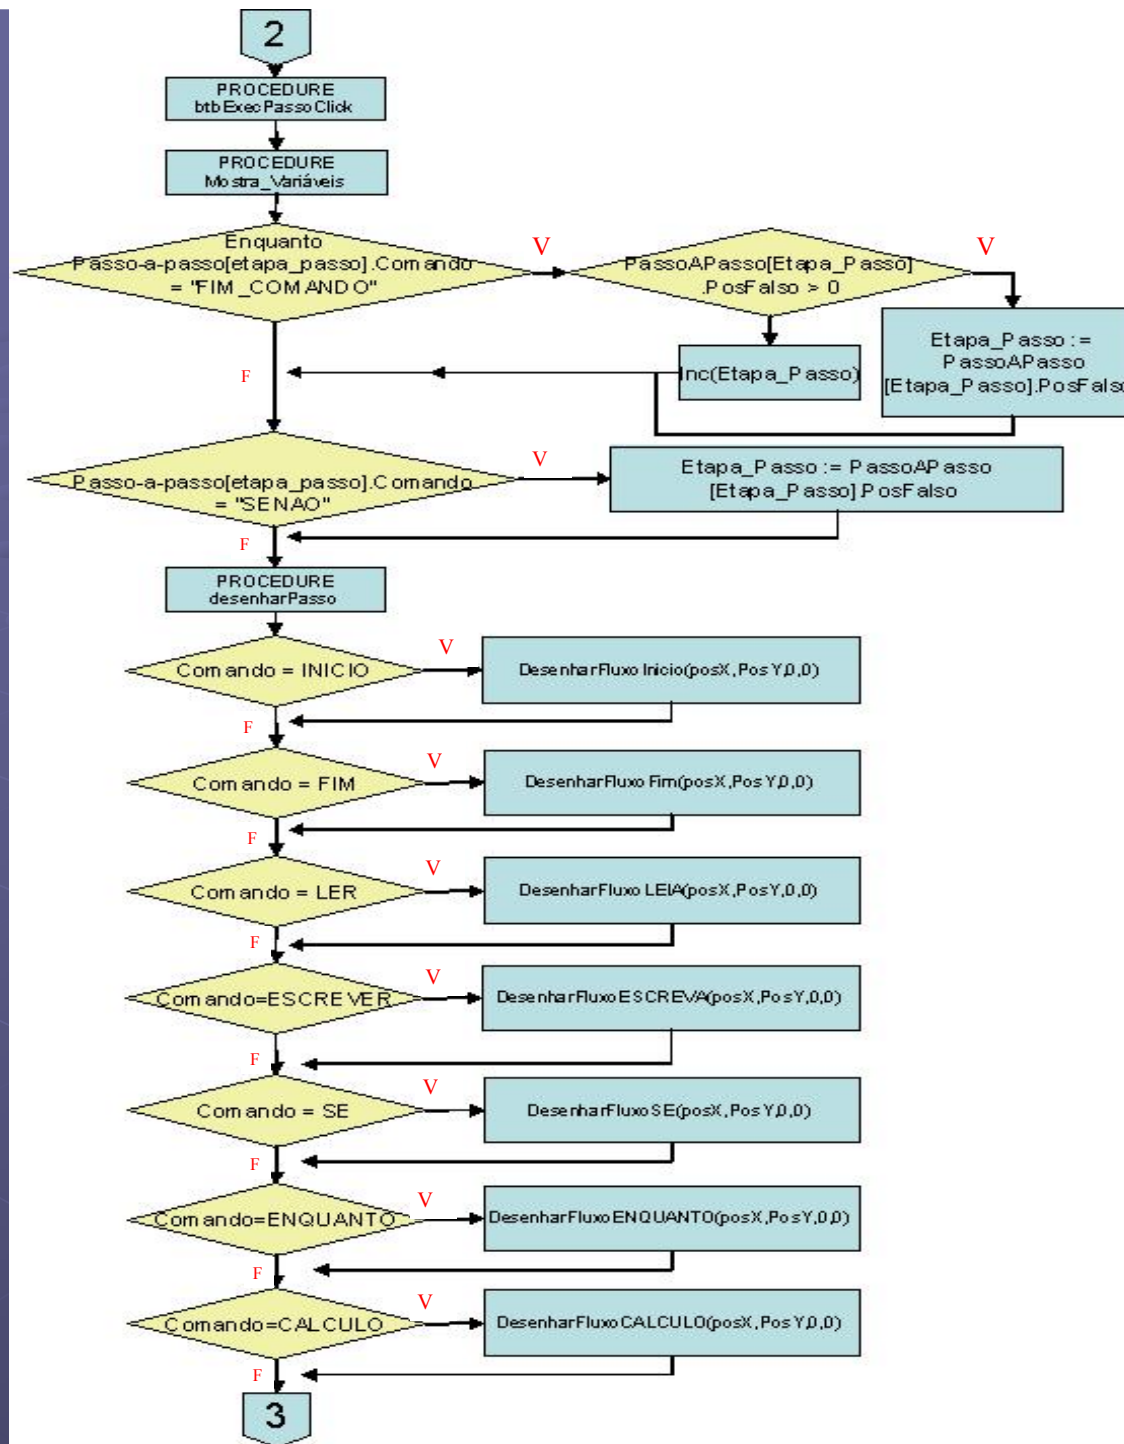 2
PROCEDURE
btbExecPassoClick
PROCEDURE
Mostra_Variáveis
Enquanto
Passo-a-passo[etapa_passo].Comando
= "FIM_COMANDO"
V
PassoAPasso[Etapa_Passo]
.PosFalso > 0
V
Etapa_Passo :=
PassoAPasso
[Etapa_Passo].PosFalso
Inc(Etapa_Passo)
F
Passo-a-passo[etapa_passo].Comando
= "SENAO"
V
Etapa_Passo := PassoAPasso
[Etapa_Passo].PosFalso
F
PROCEDURE
desenharPasso
Comando = INICIO
V
DesenharFluxoInicio(posX,PosY,0,0)
F
Comando = FIM
V
DesenharFluxoFim(posX,PosY,0,0)
F
Comando = LER
V
DesenharFluxoLEIA(posX,PosY,0,0)
F
Comando=ESCREVER
V
DesenharFluxoESCREVA(posX,PosY,0,0)
F
Comando = SE
V
DesenharFluxoSE(posX,PosY,0,0)
F
Comando=ENQUANTO
V
DesenharFluxoENQUANTO(posX,PosY,0,0)
F
Comando=CALCULO
V
DesenharFluxoCALCULO(posX,PosY,0,0)
F
3